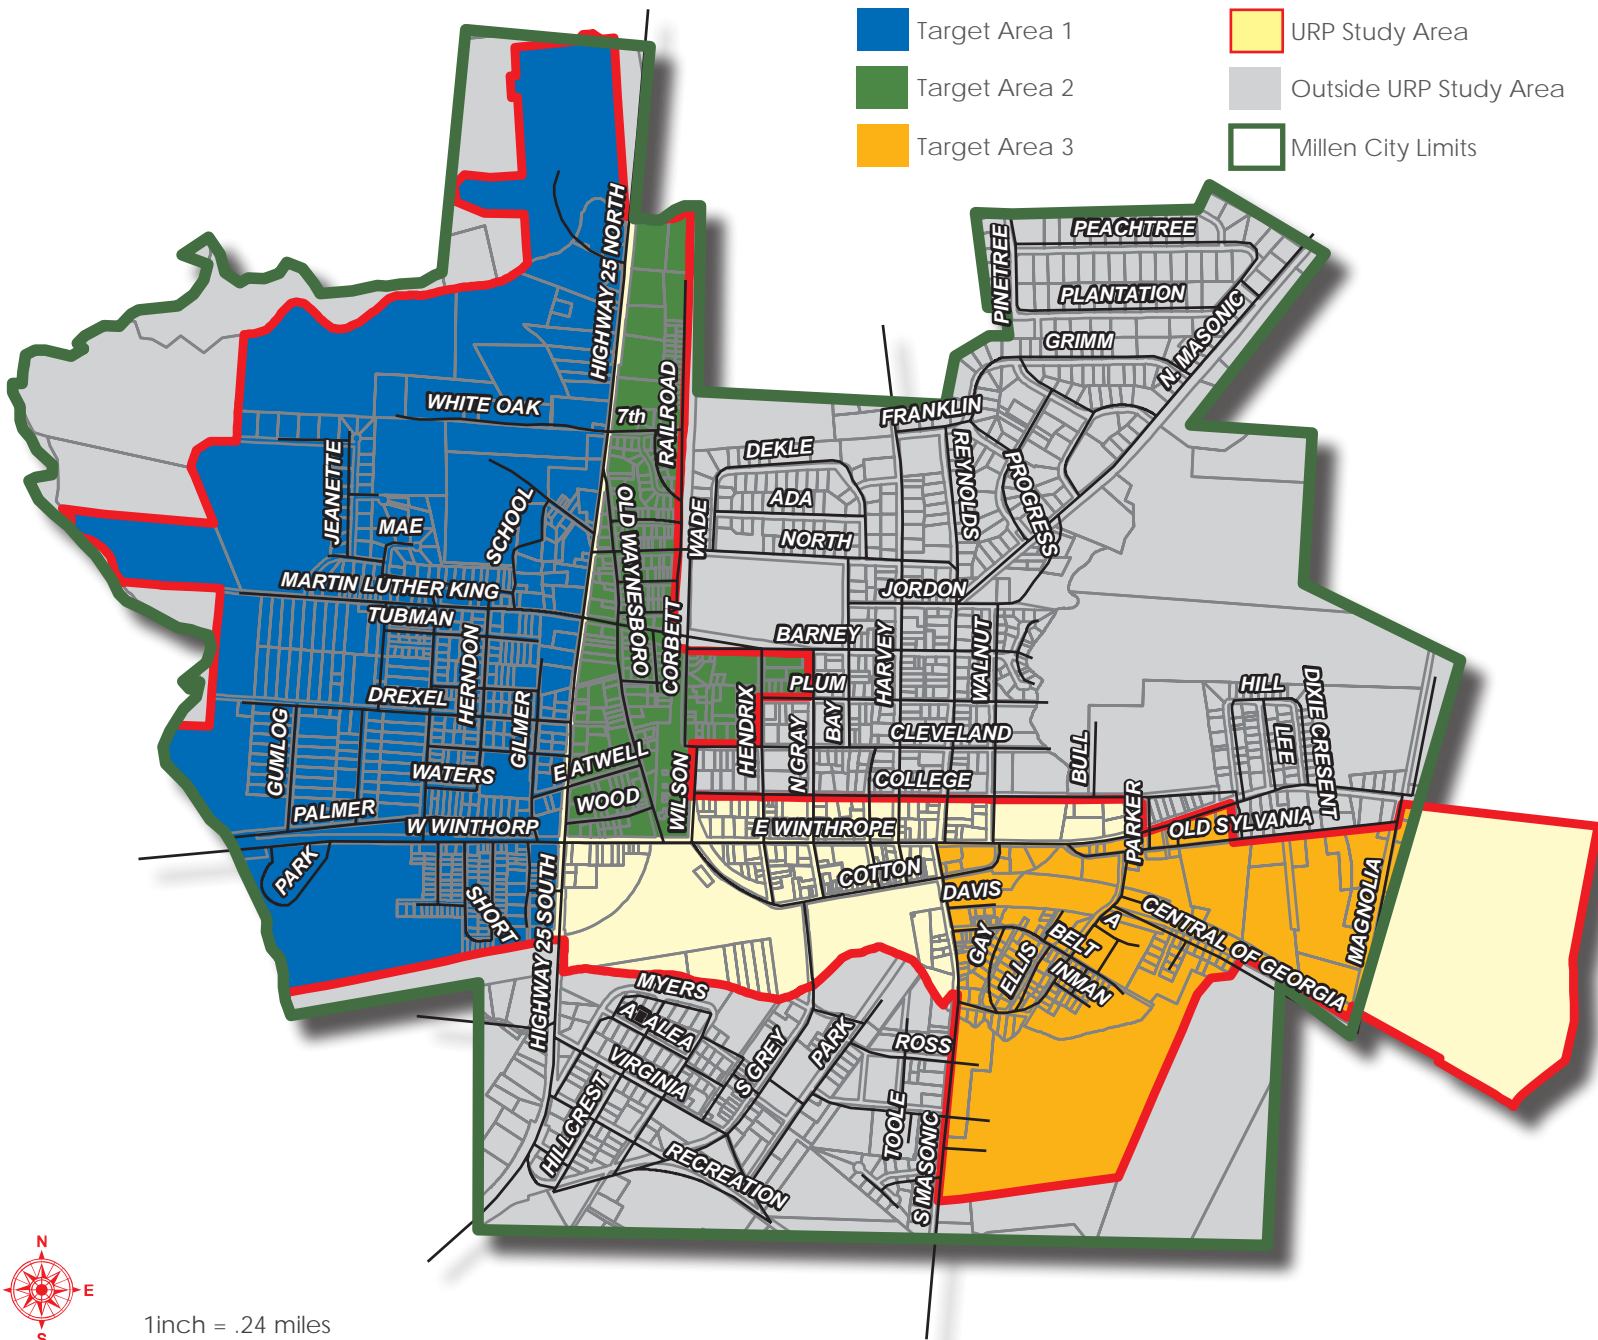 Target Area 1
URP Study Area
Target Area 2
Outside URP Study Area
Target Area 3
Millen City Limits
HIGHWAY 25 NORTH
PINETREE
PEACHTREE
PLANTATION
N. MASONIC
GRIMM
WHITE OAK
7th
RAILROAD
FRANKLIN
REYNOLDS
PROGRESS
JEANETTE
DEKLE
ADA
MAE
SCHOOL
OLD WAYNESBORO
WADE
NORTH
MARTIN LUTHER KING
JORDON
TUBMAN
HERNDON
CORBETT
BARNEY
HARVEY
WALNUT
DREXEL
GILMER
HENDRIX
PLUM
BAY
HILL
DIXIE CRESENT
LEE
GUMLOG
N GRAY
CLEVELAND
BULL
E ATWELL
WATERS
WOOD
WILSON
COLLEGE
PARKER
PALMER
W WINTHORP
E WINTHROPE
OLD SYLVANIA
PARK
COTTON
DAVIS
MAGNOLIA
SHORT
HIGHWAY 25 SOUTH
GAY
ELLIS
BELT
A
INMAN
CENTRAL OF GEORGIA
MYERS
VIRGINIA
S GREY
PARK
ROSS
HILLCREST
TOOLE
S MASONIC
RECREATION
N
E
S
1inch = .24 miles